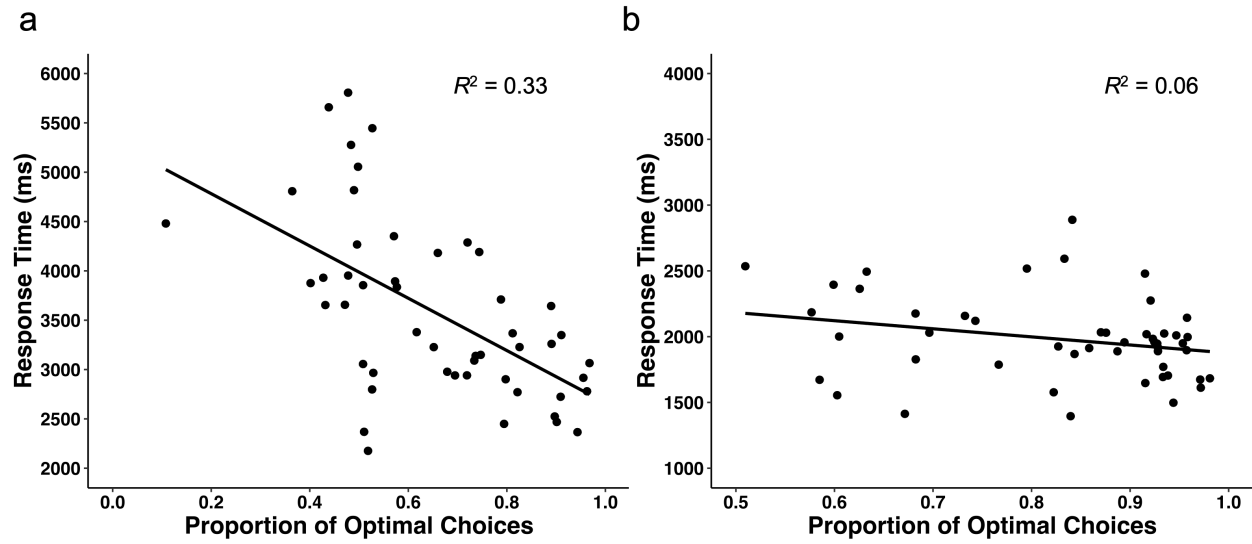 a
R² = 0.33
6000
5500
5000
4500
4000
3500
3000
2500
2000
Response Time (ms)
0.0 0.2 0.4 0.6 0.8 1.0
Proportion of Optimal Choices
b
R² = 0.06
4000
3500
3000
2500
2000
1500
1000
Response Time (ms)
0.5 0.6 0.7 0.8 0.9 1.0
Proportion of Optimal Choices